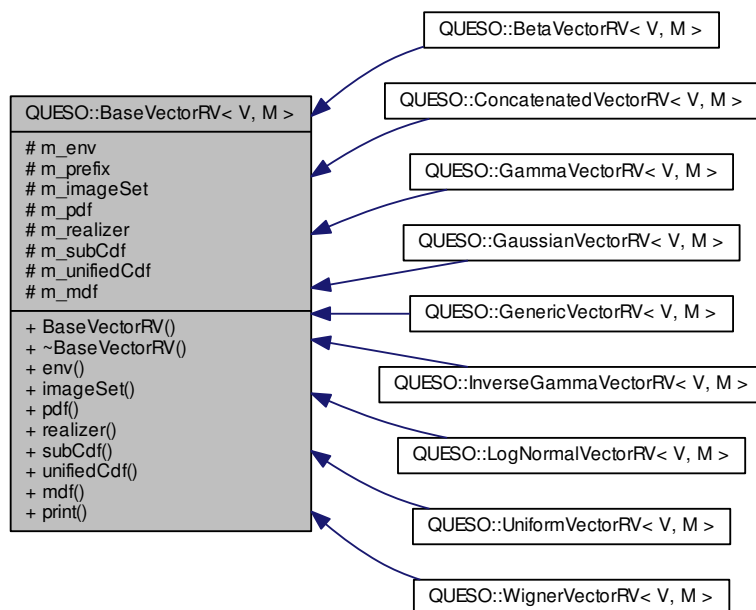 QUESO::BaseVectorRV< V, M >
# m_env
# m_prefix
# m_imageSet
# m_pdf
# m_realizer
# m_subCdf
# m_unifiedCdf
# m_mdf
+ BaseVectorRV()
+ ~BaseVectorRV()
+ env()
+ imageSet()
+ pdf()
+ realizer()
+ subCdf()
+ unifiedCdf()
+ mdf()
+ print()
QUESO::BetaVectorRV< V, M >
QUESO::ConcatenatedVectorRV< V, M >
QUESO::GammaVectorRV< V, M >
QUESO::GaussianVectorRV< V, M >
QUESO::GenericVectorRV< V, M >
QUESO::InverseGammaVectorRV< V, M >
QUESO::LogNormalVectorRV< V, M >
QUESO::UniformVectorRV< V, M >
QUESO::WignerVectorRV< V, M >